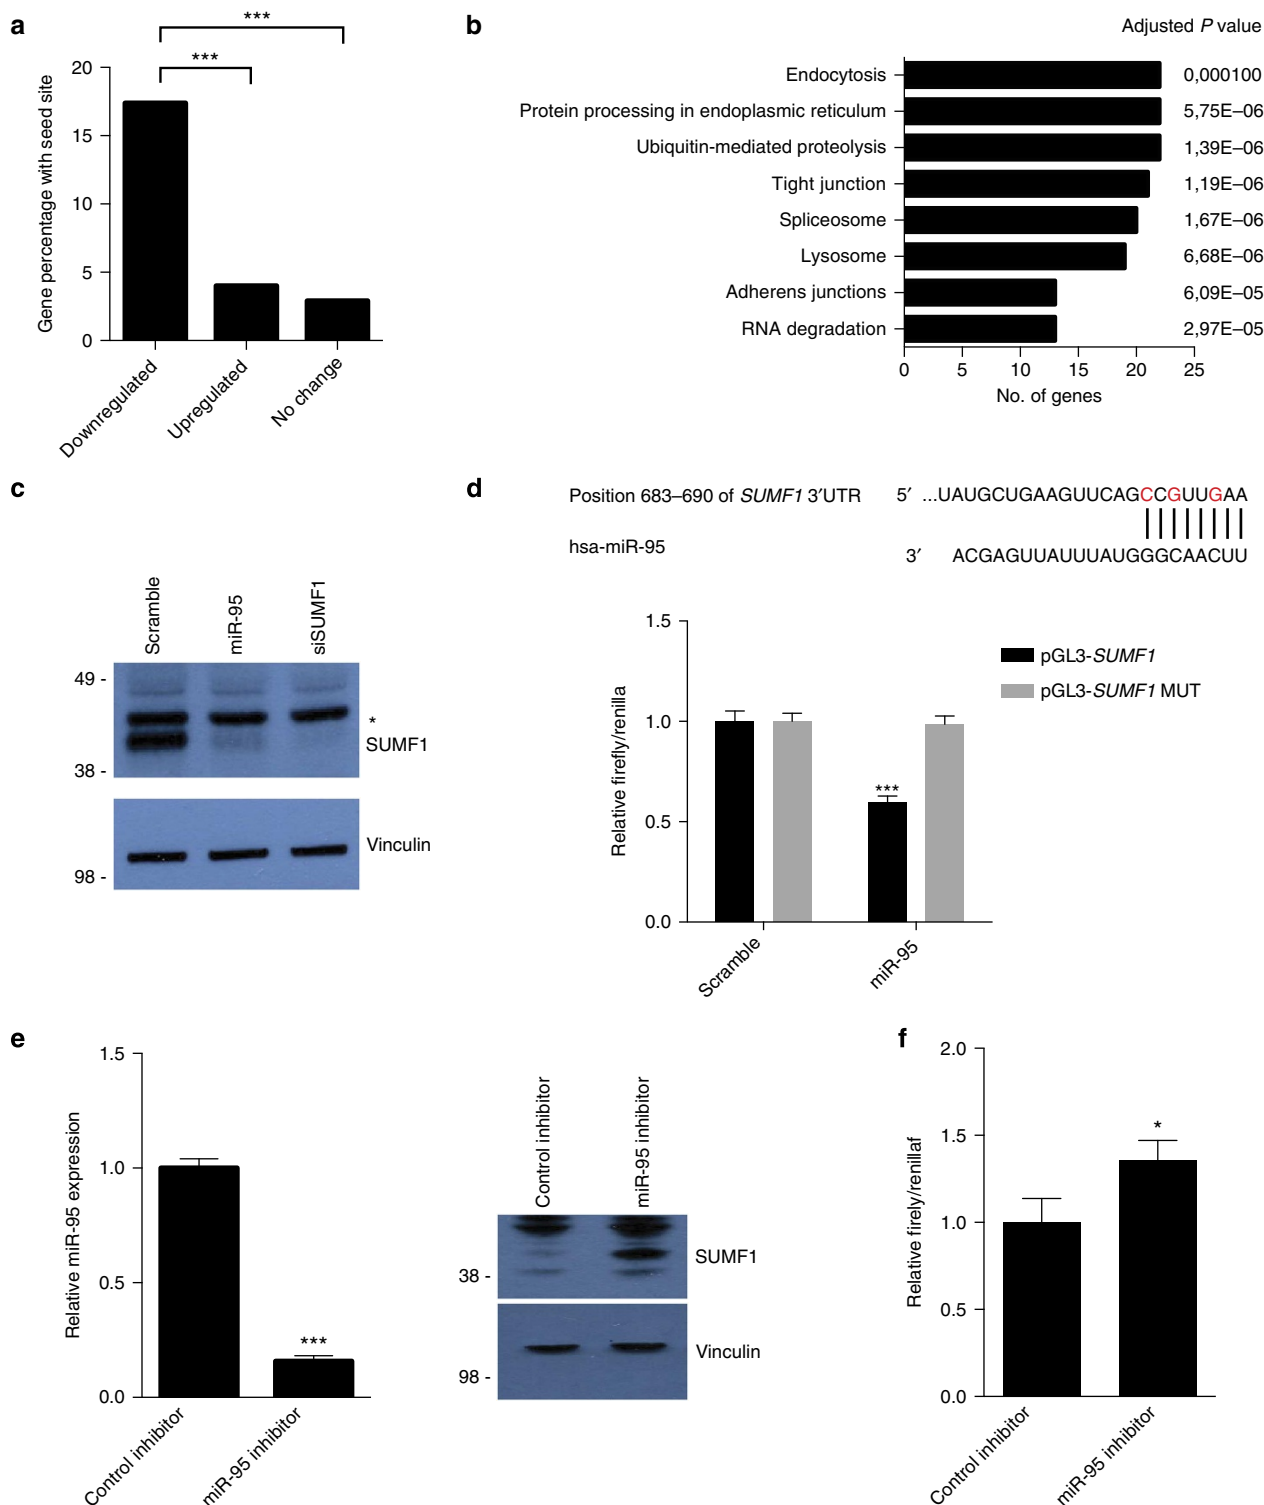 a
***
***
20
15
10
5
0
Gene percentage with seed site
Downregulated
Upregulated
No change
b
Adjusted P value
Endocytosis 0,000100
Protein processing in endoplasmic reticulum 5,75E–06
Ubiquitin-mediated proteolysis 1,39E–06
Tight junction 1,19E–06
Spliceosome 1,67E–06
Lysosome 6,68E–06
Adherens junctions 6,09E–05
RNA degradation 2,97E–05
0 5 10 15 20 25
No. of genes
c
Scramble
miR-95
siSUMF1
49 -
*
SUMF1
38 -
Vinculin
98 -
d
Position 683–690 of SUMF1 3′UTR 5′ ...UAUGCUGAAGUUCAGCCGUUGAA
hsa-miR-95 3′ ACGAGUUAUUUAUGGGCAACUU
1.5
1.0
0.5
0.0
Relative firefly/renilla
***
pGL3-SUMF1
pGL3-SUMF1 MUT
Scramble
miR-95
e
1.5
1.0
0.5
0.0
Relative miR-95 expression
***
Control inhibitor
miR-95 inhibitor
Control inhibitor
miR-95 inhibitor
SUMF1
38 -
Vinculin
98 -
f
2.0
1.5
1.0
0.5
0.0
Relative firely/renillaf
*
Control inhibitor
miR-95 inhibitor